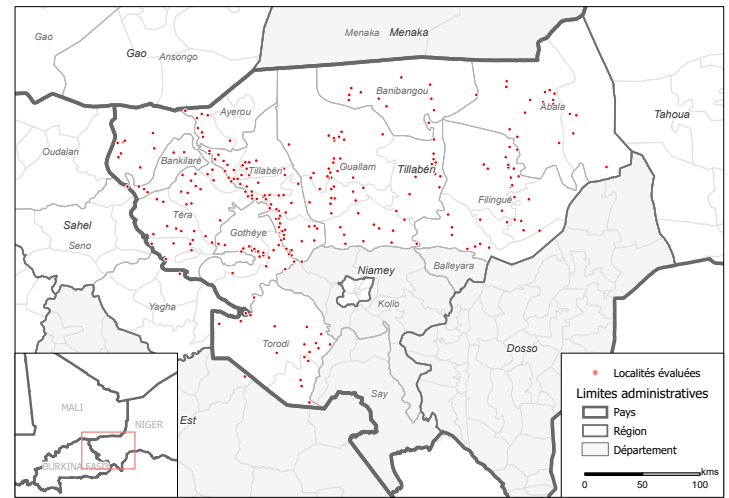 Gao
Gao
Ansongo
Menaka
Menaka
Banibangou
Ayerou
Abala
Tahoua
Oudalan
Bankilaré
Tillabéri
Ouallam
Tillabéri
Filingué
Téra
Sahel
Gothèye
Seno
Balleyara
Niamey
Kollo
Yagha
Torodi
Dosso
Say
Est
MALI
NIGER
BURKINA FASO
Localités évaluées
Limites administratives
Pays
Région
Département
kms
0 50 100